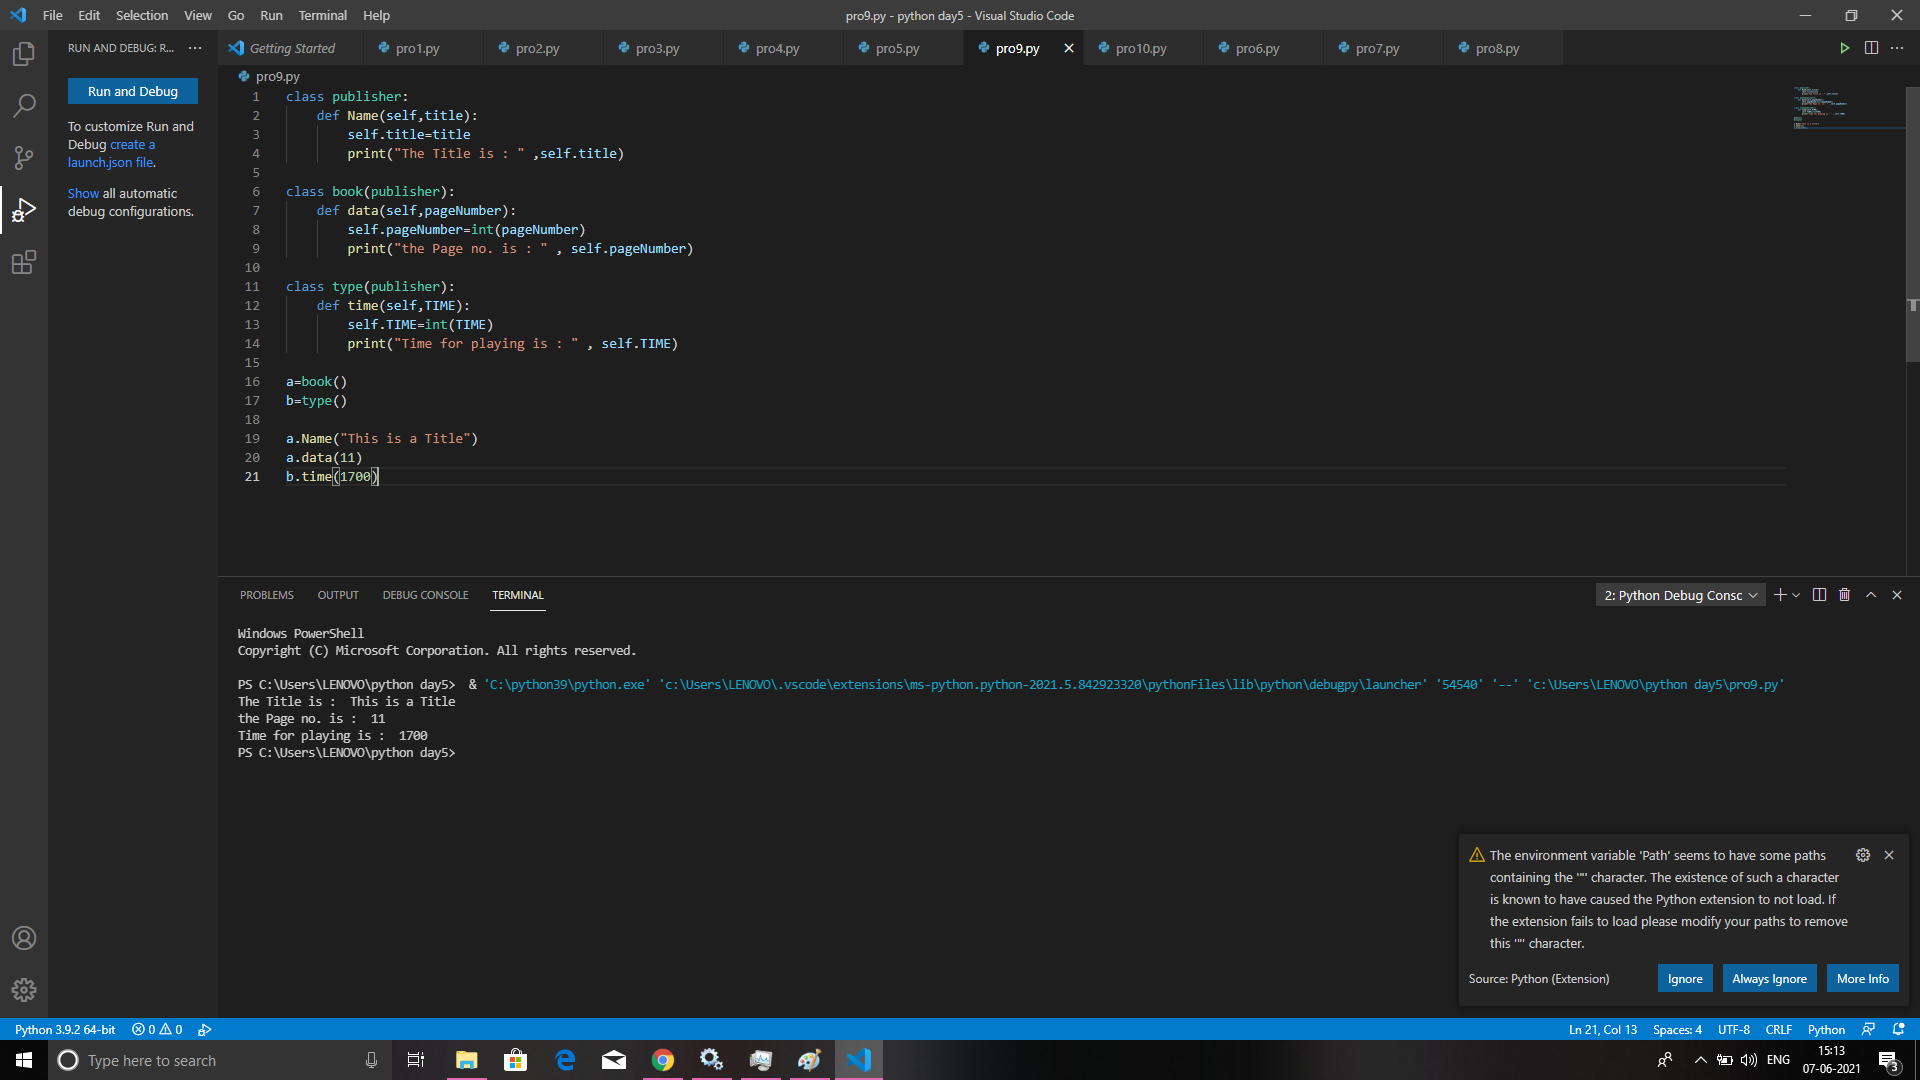 File Edit Selection View Go Run Terminal Help
pro9.py - python day5 - Visual Studio Code
RUN AND DEBUG: R... ···
Getting Started pro1.py pro2.py pro3.py pro4.py pro5.py pro9.py pro10.py pro6.py pro7.py pro8.py
Run and Debug
To customize Run and
Debug create a
launch.json file.
Show all automatic
debug configurations.
pro9.py
1 class publisher:
2 def Name(self,title):
3 self.title=title
4 print("The Title is : " ,self.title)
5
6 class book(publisher):
7 def data(self,pageNumber):
8 self.pageNumber=int(pageNumber)
9 print("the Page no. is : " , self.pageNumber)
10
11 class type(publisher):
12 def time(self,TIME):
13 self.TIME=int(TIME)
14 print("Time for playing is : " , self.TIME)
15
16 a=book()
17 b=type()
18
19 a.Name("This is a Title")
20 a.data(11)
21 b.time(1700)
PROBLEMS OUTPUT DEBUG CONSOLE TERMINAL
2: Python Debug Consc
Windows PowerShell
Copyright (C) Microsoft Corporation. All rights reserved.
PS C:\Users\LENOVO\python day5> & 'C:\python39\python.exe' 'c:\Users\LENOVO\.vscode\extensions\ms-python.python-2021.5.842923320\pythonFiles\lib\python\debugpy\launcher' '54540' '--' 'c:\Users\LENOVO\python day5\pro9.py'
The Title is :  This is a Title
the Page no. is :  11
Time for playing is :  1700
PS C:\Users\LENOVO\python day5>
The environment variable 'Path' seems to have some paths
containing the '"' character. The existence of such a character
is known to have caused the Python extension to not load. If
the extension fails to load please modify your paths to remove
this '"' character.
Source: Python (Extension)
Ignore Always Ignore More Info
Python 3.9.2 64-bit 0 0
Ln 21, Col 13 Spaces: 4 UTF-8 CRLF Python
Type here to search
ENG
15:13
07-06-2021
3